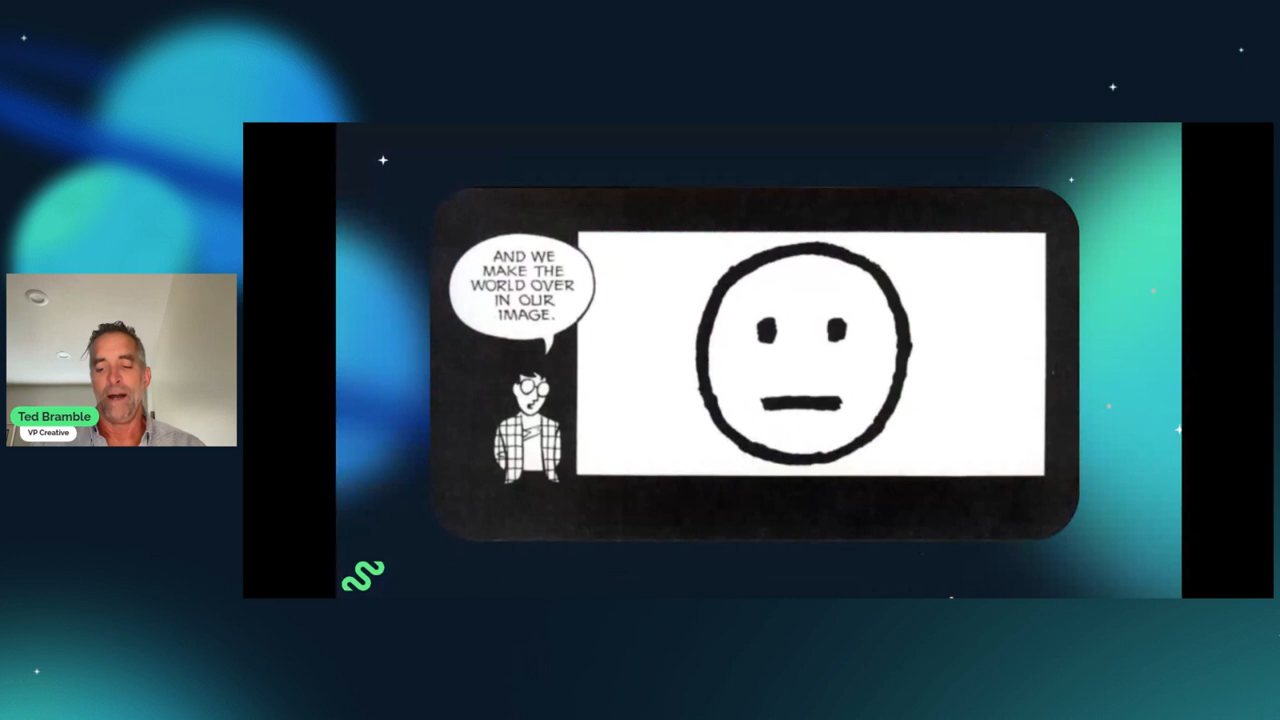 AND WE
MAKE THE
WORLD OVER
IN OUR
IMAGE.
Ted Bramble
VP Creative